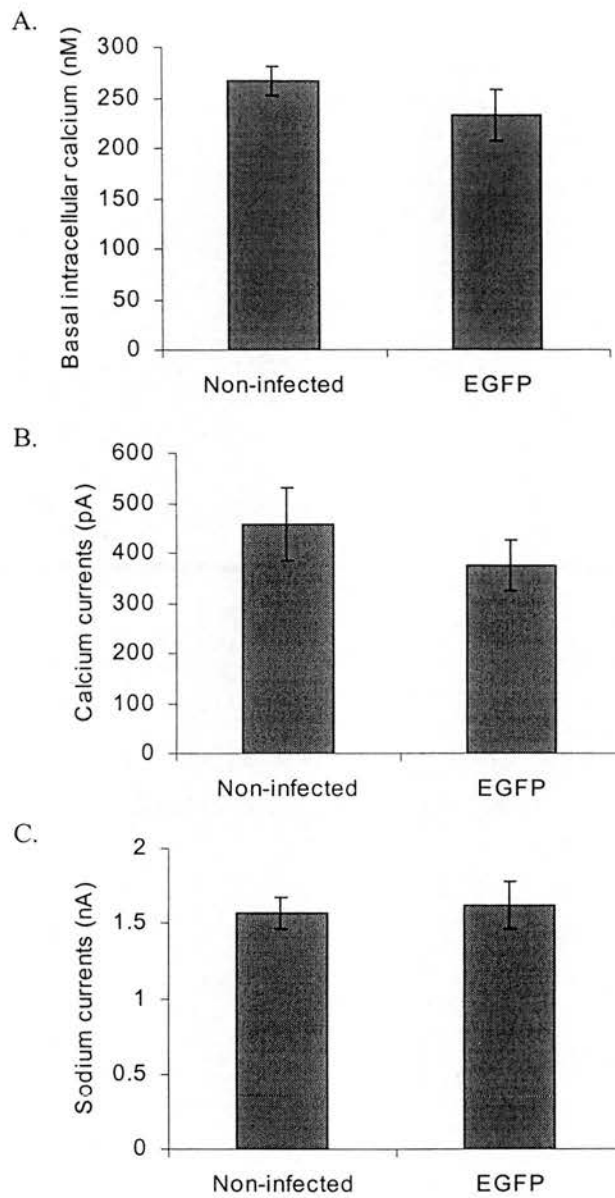 A.
Basal intracellular calcium (nM)
300
250
200
150
100
50
0
Non-infected EGFP
B.
Calcium currents (pA)
600
500
400
300
200
100
0
Non-infected EGFP
C.
Sodium currents (nA)
2
1.5
1
0.5
0
Non-infected EGFP